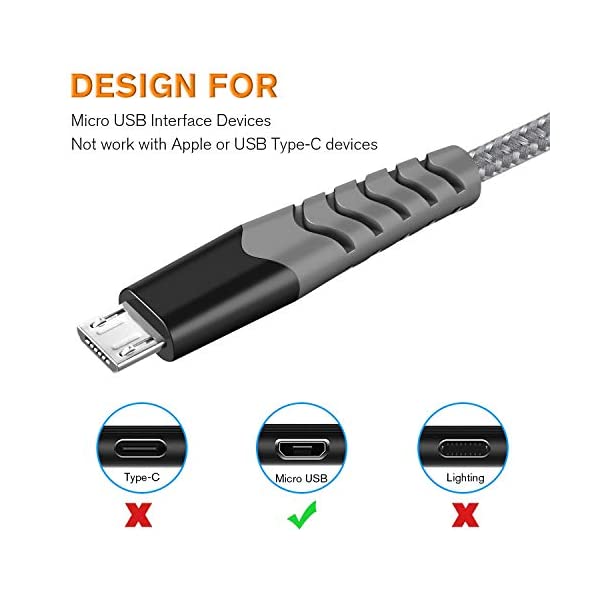 DESIGN FOR
Micro USB Interface Devices
Not work with Apple or USB Type-C devices
Type-C
Micro USB
Lighting